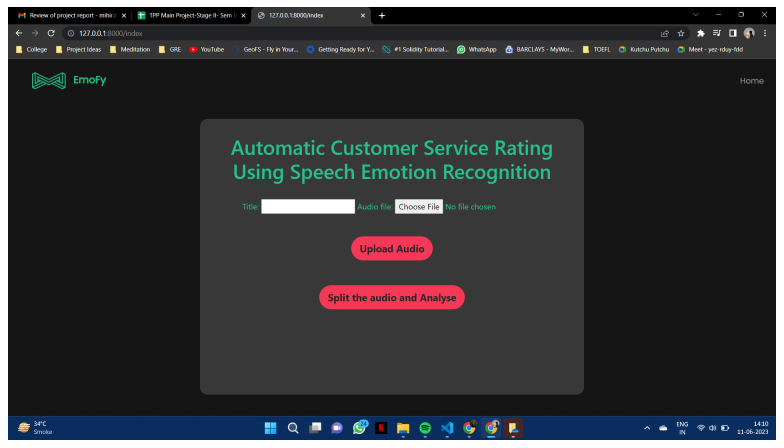 Review of project report - mihir
TPP Main Project-Stage II- Sem
127.0.0.1:8000/index
127.0.0.1:8000/index
College
Project Ideas
Meditation
GRE
YouTube
GeoFS - Fly in Your...
Getting Ready for Y...
#1 Solidity Tutorial...
WhatsApp
BARCLAYS - MyWor...
TOEFL
Kutchu Putchu
Meet - yez-rduy-fdd
EmoFy
Home
Automatic Customer Service Rating
Using Speech Emotion Recognition
Title: Audio file: Choose File No file chosen
Upload Audio
Split the audio and Analyse
34°C
Smoke
ENG
IN
14:10
11-06-2023